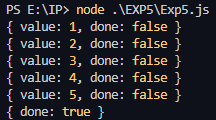 PS E:\IP> node .\EXP5\Exp5.js
{ value: 1, done: false }
{ value: 2, done: false }
{ value: 3, done: false }
{ value: 4, done: false }
{ value: 5, done: false }
{ done: true }